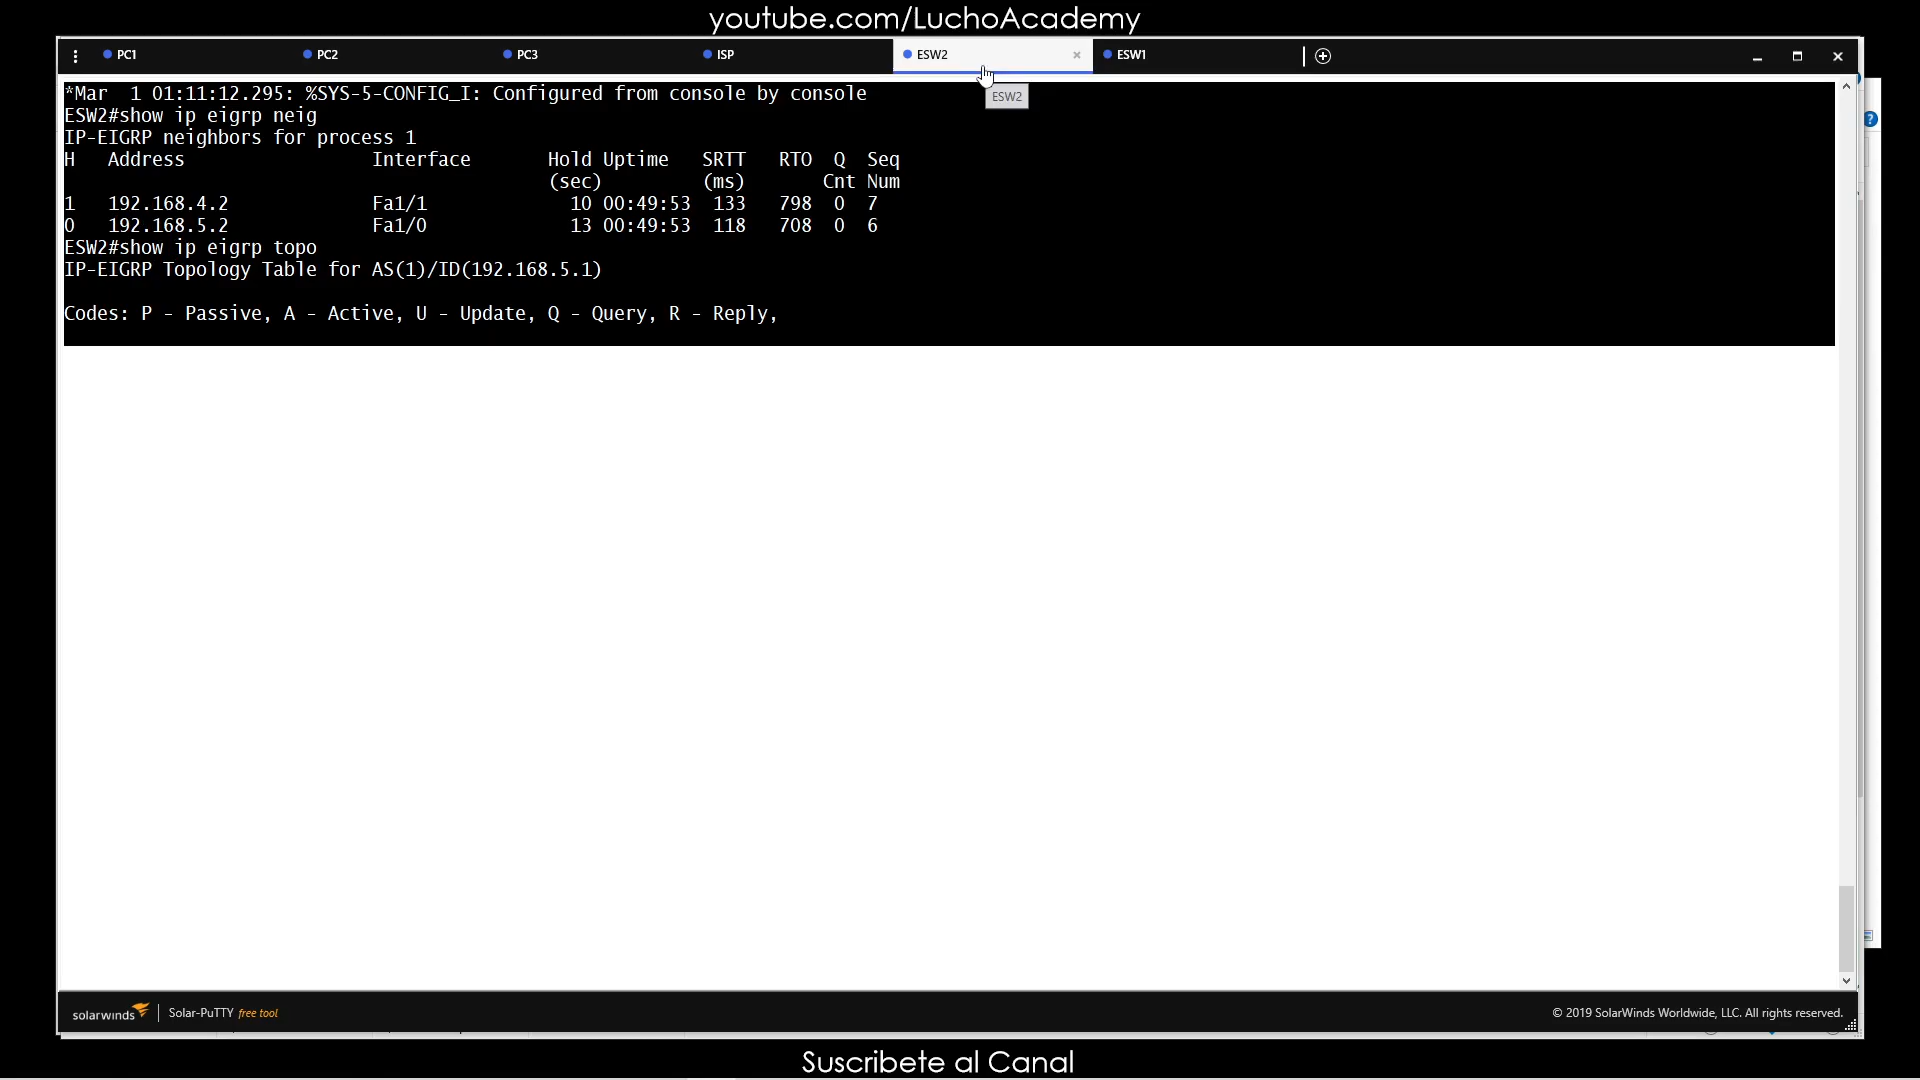 youtube.com/LuchoAcademy
PC1 PC2 PC3 ISP ESW2 × ESW1
*Mar  1 01:11:12.295: %SYS-5-CONFIG_I: Configured from console by console
ESW2
ESW2#show ip eigrp neig
IP-EIGRP neighbors for process 1
H   Address                 Interface       Hold Uptime   SRTT   RTO  Q  Seq
                                            (sec)         (ms)       Cnt Num
1   192.168.4.2             Fa1/1             10 00:49:53  133   798  0  7
0   192.168.5.2             Fa1/0             13 00:49:53  118   708  0  6
ESW2#show ip eigrp topo
IP-EIGRP Topology Table for AS(1)/ID(192.168.5.1)
Codes: P - Passive, A - Active, U - Update, Q - Query, R - Reply,
solarwinds | Solar-PuTTY free tool
© 2019 SolarWinds Worldwide, LLC. All rights reserved.
Suscribete al Canal